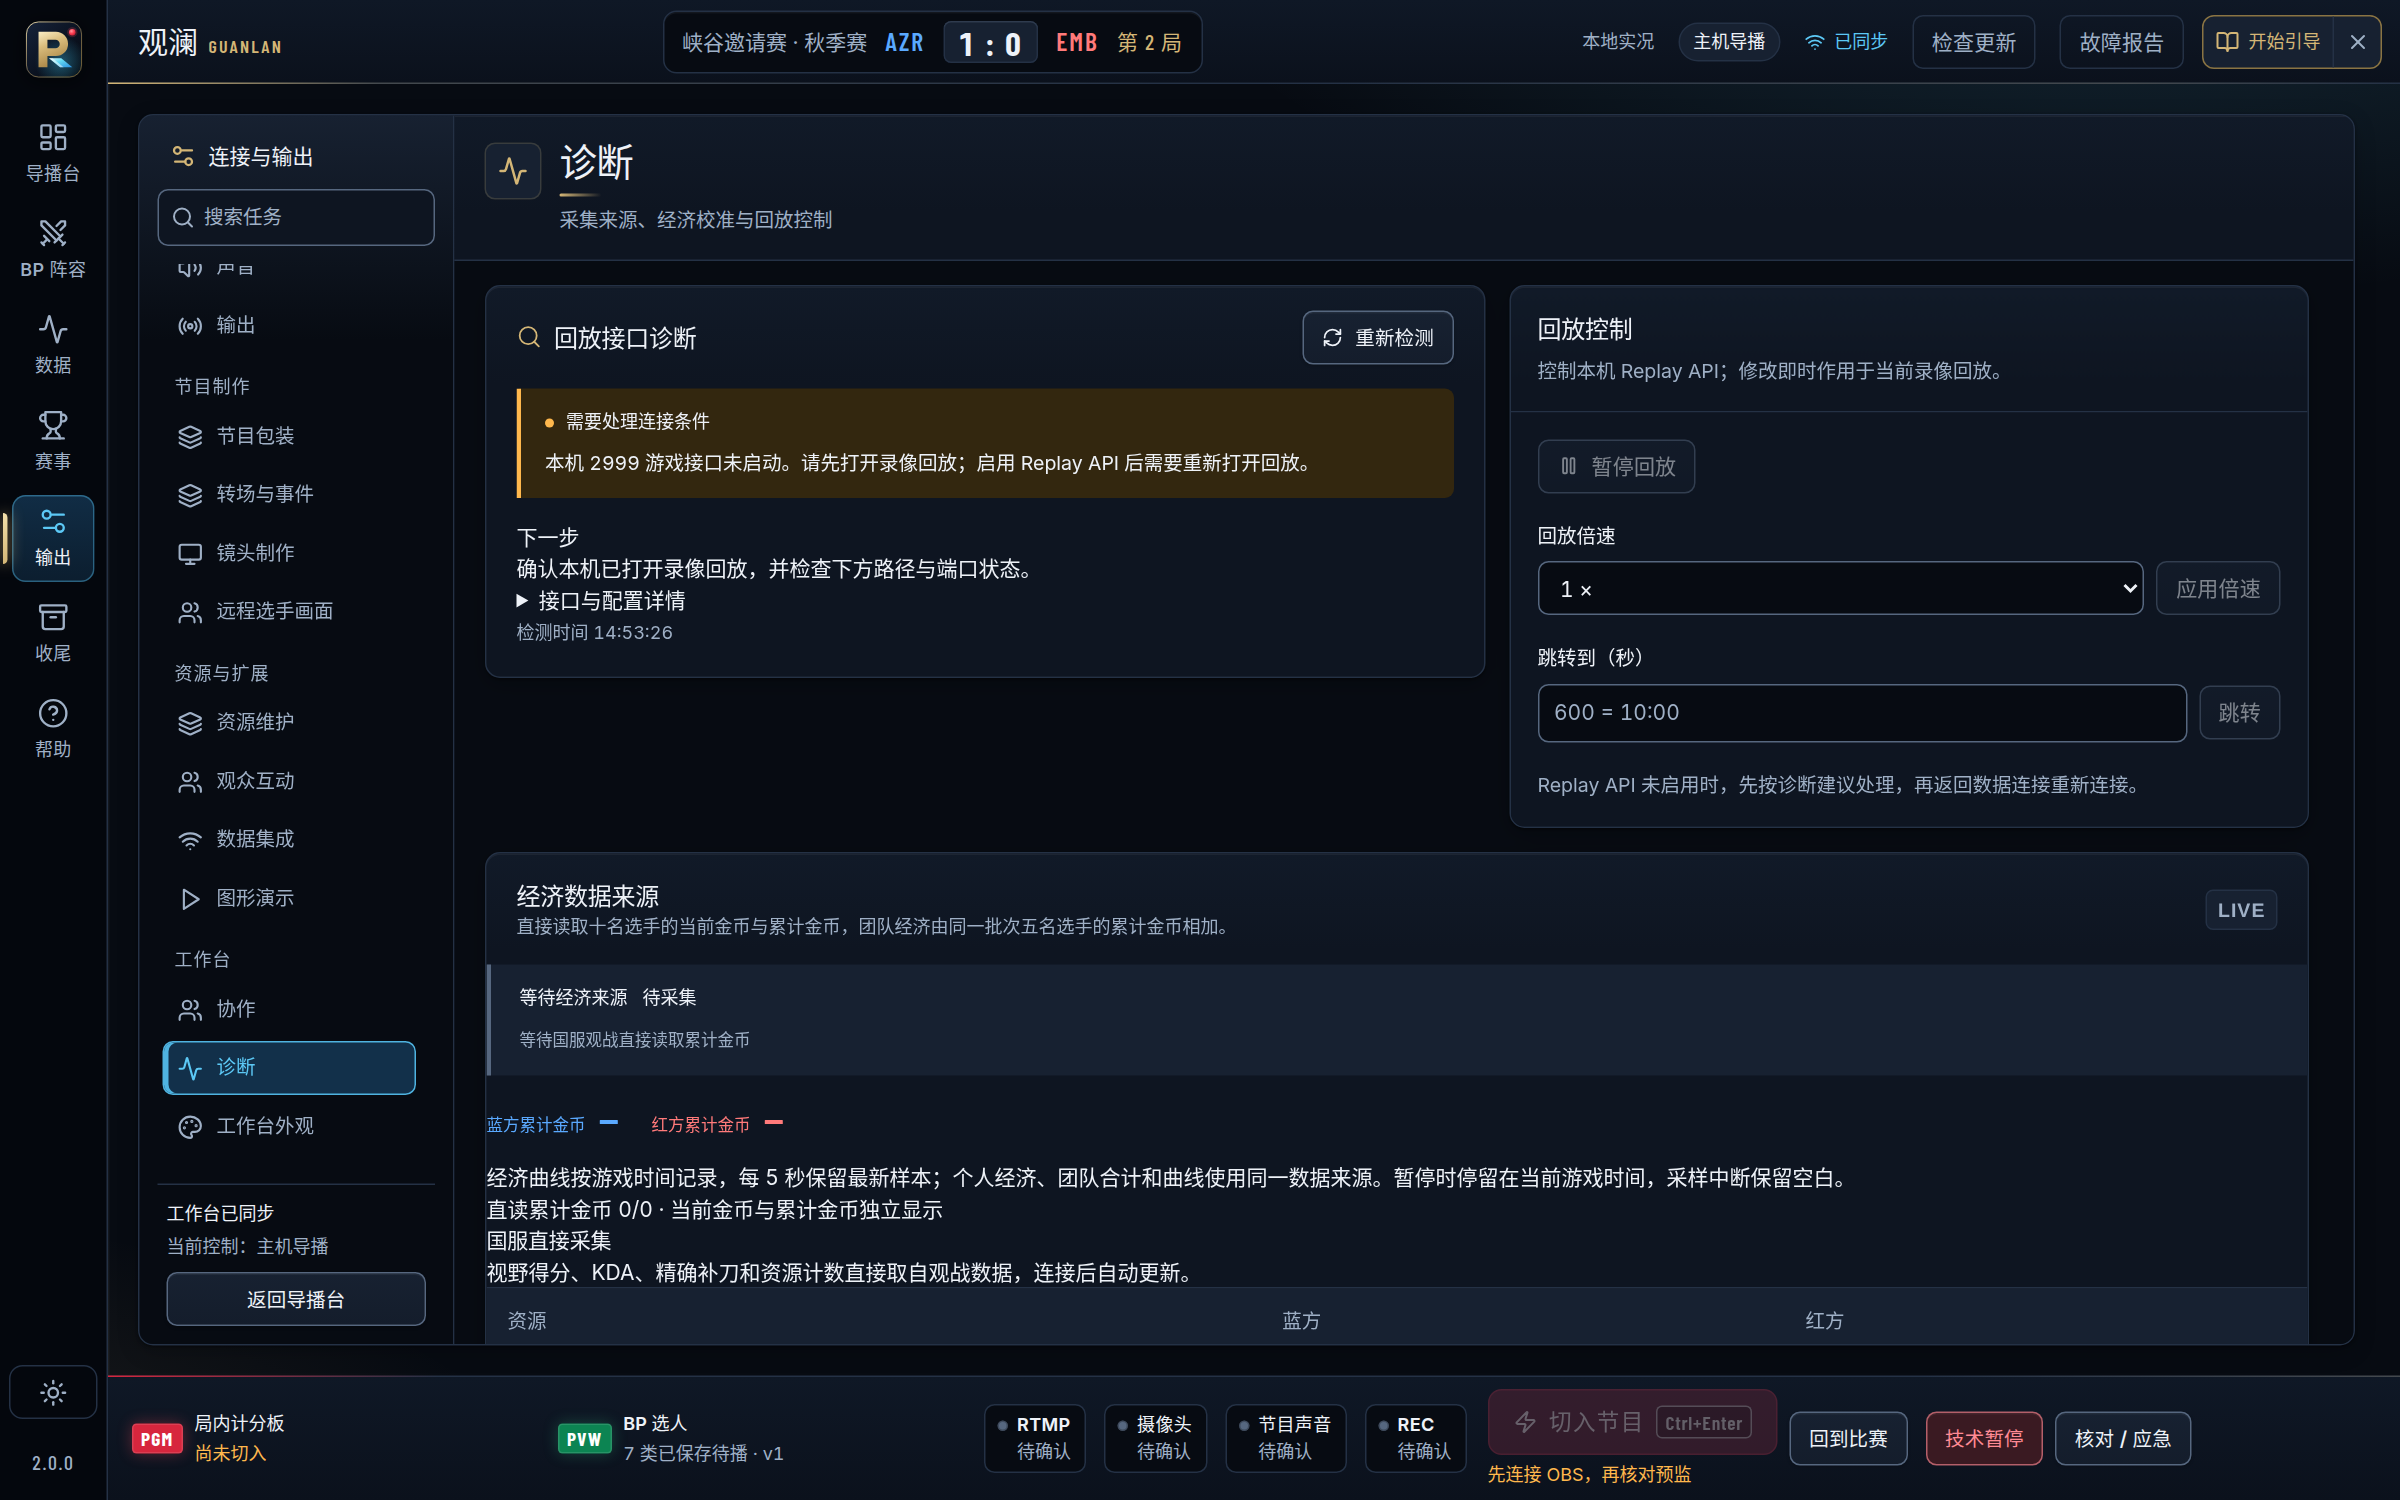 观澜 GUANLAN
峡谷邀请赛 · 秋季赛 AZR 1 : 0 EMB 第 2 局
本地实况
主机导播
已同步
检查更新
故障报告
开始引导
导播台
BP 阵容
数据
赛事
输出
收尾
帮助
2.0.0
连接与输出
搜索任务
声音
输出
节目制作
节目包装
转场与事件
镜头制作
远程选手画面
资源与扩展
资源维护
观众互动
数据集成
图形演示
工作台
协作
诊断
工作台外观
工作台已同步
当前控制：主机导播
返回导播台
诊断
采集来源、经济校准与回放控制
回放接口诊断
重新检测
需要处理连接条件
本机 2999 游戏接口未启动。请先打开录像回放；启用 Replay API 后需要重新打开回放。
下一步
确认本机已打开录像回放，并检查下方路径与端口状态。
接口与配置详情
检测时间 14:53:26
回放控制
控制本机 Replay API；修改即时作用于当前录像回放。
暂停回放
回放倍速
1 ×
应用倍速
跳转到（秒）
600 = 10:00
跳转
Replay API 未启用时，先按诊断建议处理，再返回数据连接重新连接。
经济数据来源
直接读取十名选手的当前金币与累计金币，团队经济由同一批次五名选手的累计金币相加。
LIVE
等待经济来源 待采集
等待国服观战直接读取累计金币
蓝方累计金币 — 红方累计金币 —
经济曲线按游戏时间记录，每 5 秒保留最新样本；个人经济、团队合计和曲线使用同一数据来源。暂停时停留在当前游戏时间，采样中断保留空白。
直读累计金币 0/0 · 当前金币与累计金币独立显示
国服直接采集
视野得分、KDA、精确补刀和资源计数直接取自观战数据，连接后自动更新。
资源 蓝方 红方
PGM
局内计分板
尚未切入
PVW
BP 选人
7 类已保存待播 · v1
RTMP
待确认
摄像头
待确认
节目声音
待确认
REC
待确认
切入节目 Ctrl+Enter
先连接 OBS，再核对预监
回到比赛
技术暂停
核对 / 应急